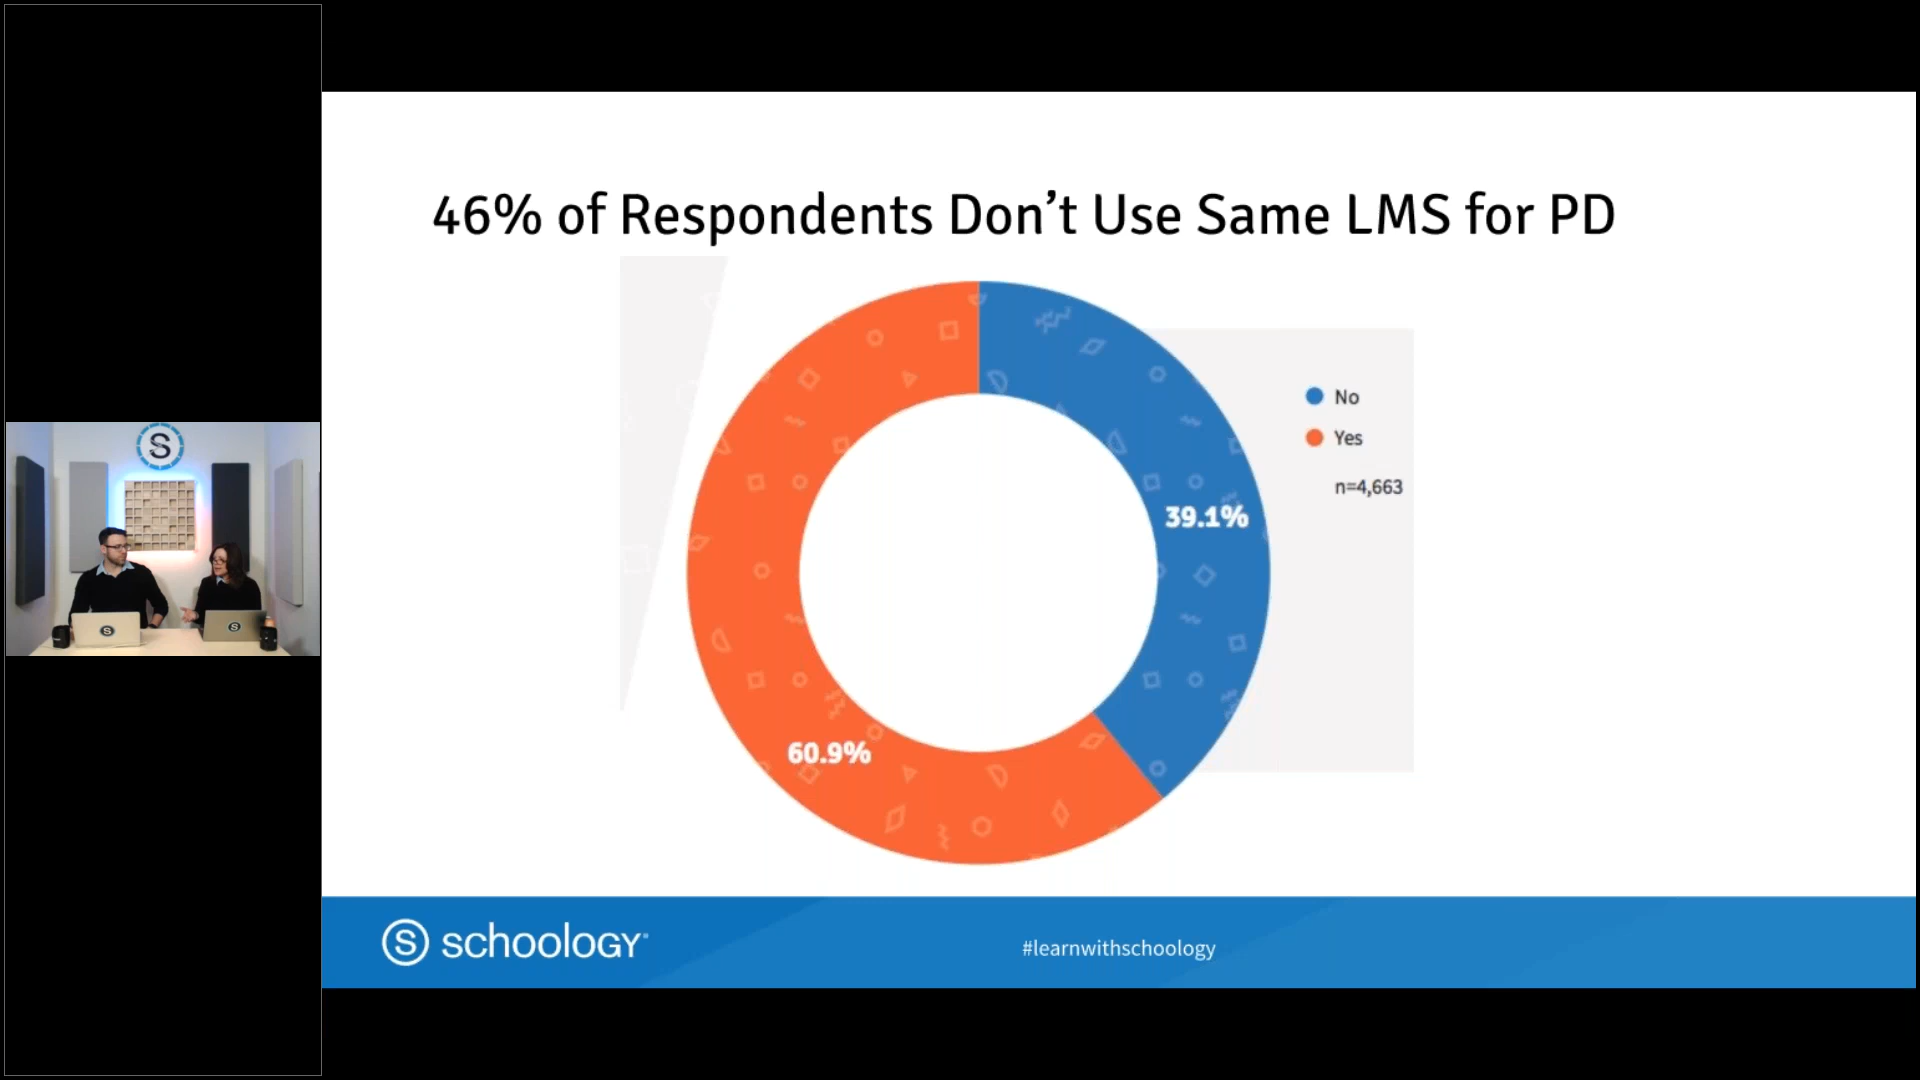 46% of Respondents Don’t Use Same LMS for PD
No
Yes
n=4,663
39.1%
60.9%
S schoology
#learnwithschoology
S
S
S